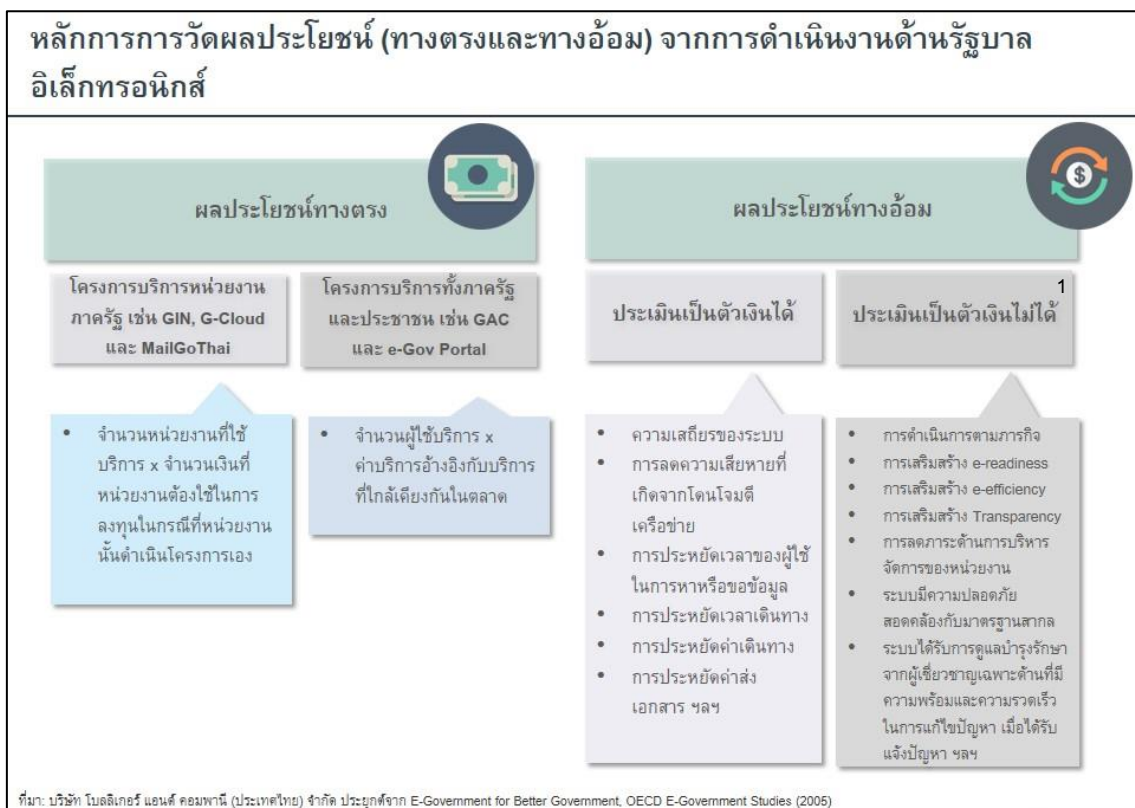 หลักการการวัดผลประโยชน์ (ทางตรงและทางอ้อม) จากการดำเนินงานด้านรัฐบาล
อิเล็กทรอนิกส์
ผลประโยชน์ทางตรง
โครงการบริการหน่วยงาน
ภาครัฐ เช่น GIN, G-Cloud
และ MailGoThai
• จำนวนหน่วยงานที่ใช้
บริการ x จำนวนเงินที่
หน่วยงานต้องใช้ในการ
ลงทุนในกรณีที่หน่วยงาน
นั้นดำเนินโครงการเอง
โครงการบริการทั้งภาครัฐ
และประชาชน เช่น GAC
และ e-Gov Portal
• จำนวนผู้ใช้บริการ x
ค่าบริการอ้างอิงกับบริการ
ที่ใกล้เคียงกันในตลาด
ผลประโยชน์ทางอ้อม
$
ประเมินเป็นตัวเงินได้
• ความเสถียรของระบบ
• การลดความเสียหายที่
เกิดจากโดนโจมตี
เครือข่าย
• การประหยัดเวลาของผู้ใช้
ในการหาหรือขอข้อมูล
• การประหยัดเวลาเดินทาง
• การประหยัดค่าเดินทาง
• การประหยัดค่าส่ง
เอกสาร ฯลฯ
ประเมินเป็นตัวเงินไม่ได้ 1
• การดำเนินการตามภารกิจ
• การเสริมสร้าง e-readiness
• การเสริมสร้าง e-efficiency
• การเสริมสร้าง Transparency
• การลดภาระด้านการบริหาร
จัดการของหน่วยงาน
• ระบบมีความปลอดภัย
สอดคล้องกับมาตรฐานสากล
• ระบบได้รับการดูแลบำรุงรักษา
จากผู้เชี่ยวชาญเฉพาะด้านที่มี
ความพร้อมและความรวดเร็ว
ในการแก้ไขปัญหา เมื่อได้รับ
แจ้งปัญหา ฯลฯ
ที่มา: บริษัท โบลลิเกอร์ แอนด์ คอมพานี (ประเทศไทย) จำกัด ประยุกต์จาก E-Government for Better Government, OECD E-Government Studies (2005)